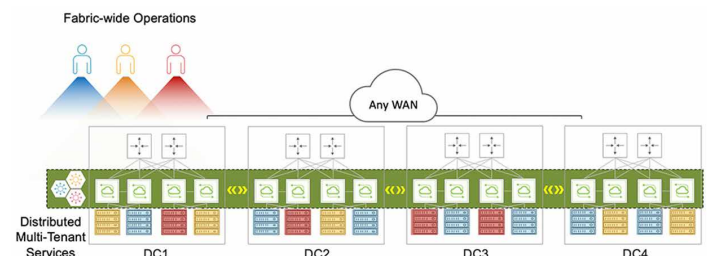 Fabric-wide Operations
Any WAN
Distributed
Multi-Tenant
Services
DC1
DC2
DC3
DC4